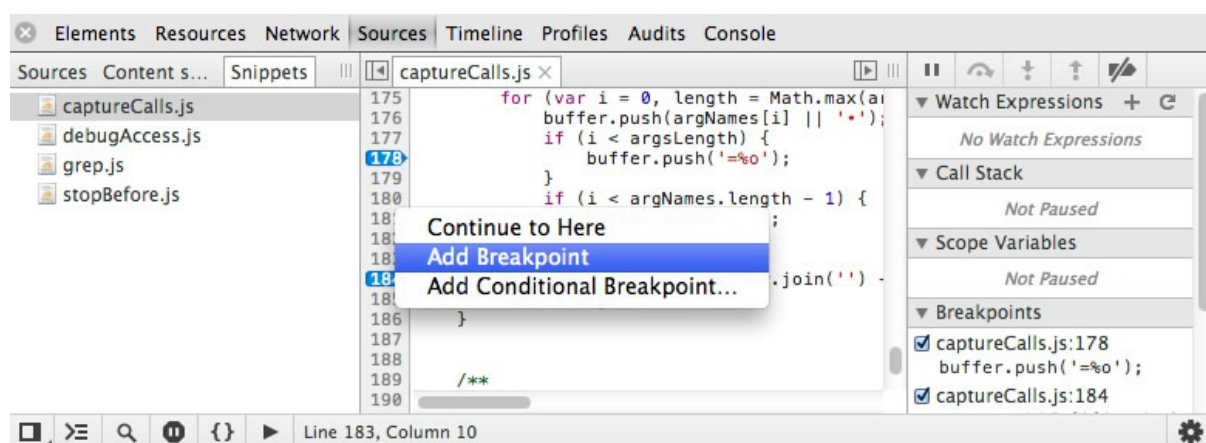 Elements Resources Network Sources Timeline Profiles Audits Console
Sources Content s... Snippets
captureCalls.js
debugAccess.js
grep.js
stopBefore.js
captureCalls.js ×
175 for (var i = 0, length = Math.max(a
176 buffer.push(argNames[i] || '•');
177 if (i < argsLength) {
178 buffer.push('=%o');
179 }
180 if (i < argNames.length - 1) {
;
Continue to Here
Add Breakpoint
184 .join('') -
Add Conditional Breakpoint...
186 }
187
188
189 /**
190
Watch Expressions
No Watch Expressions
Call Stack
Not Paused
Scope Variables
Not Paused
Breakpoints
captureCalls.js:178
buffer.push('=%o');
captureCalls.js:184
Line 183, Column 10